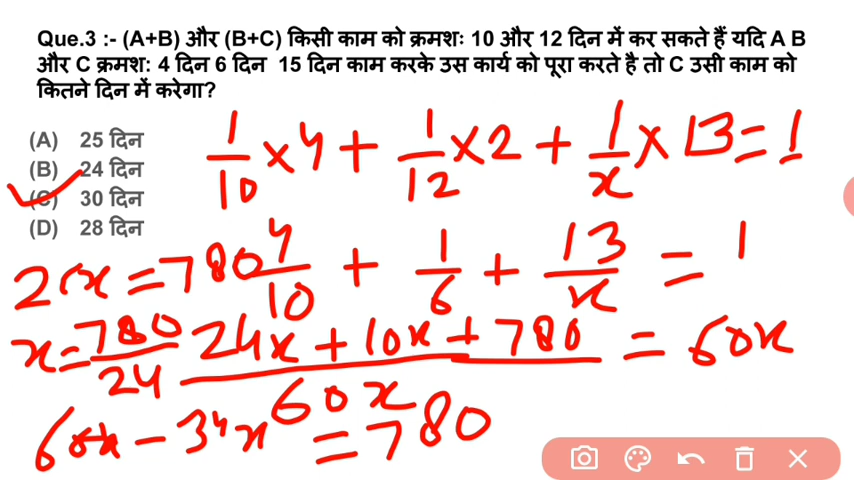 Que.3 :- (A+B) और (B+C) किसी काम को क्रमशः 10 और 12 दिन में कर सकते हैं यदि A B
और C क्रमश: 4 दिन 6 दिन 15 दिन काम करके उस कार्य को पूरा करते है तो C उसी काम को
कितने दिन में करेगा?
(A) 25 दिन
(B) 24 दिन
(C) 30 दिन
(D) 28 दिन
1/10 × 4 + 1/12 × 2 + 1/x × 13 = 1
4/10 + 1/6 + 13/x = 1
24x + 10x + 780 / 60x = 60x
60x - 34x = 780
x = 780
x = 780/24